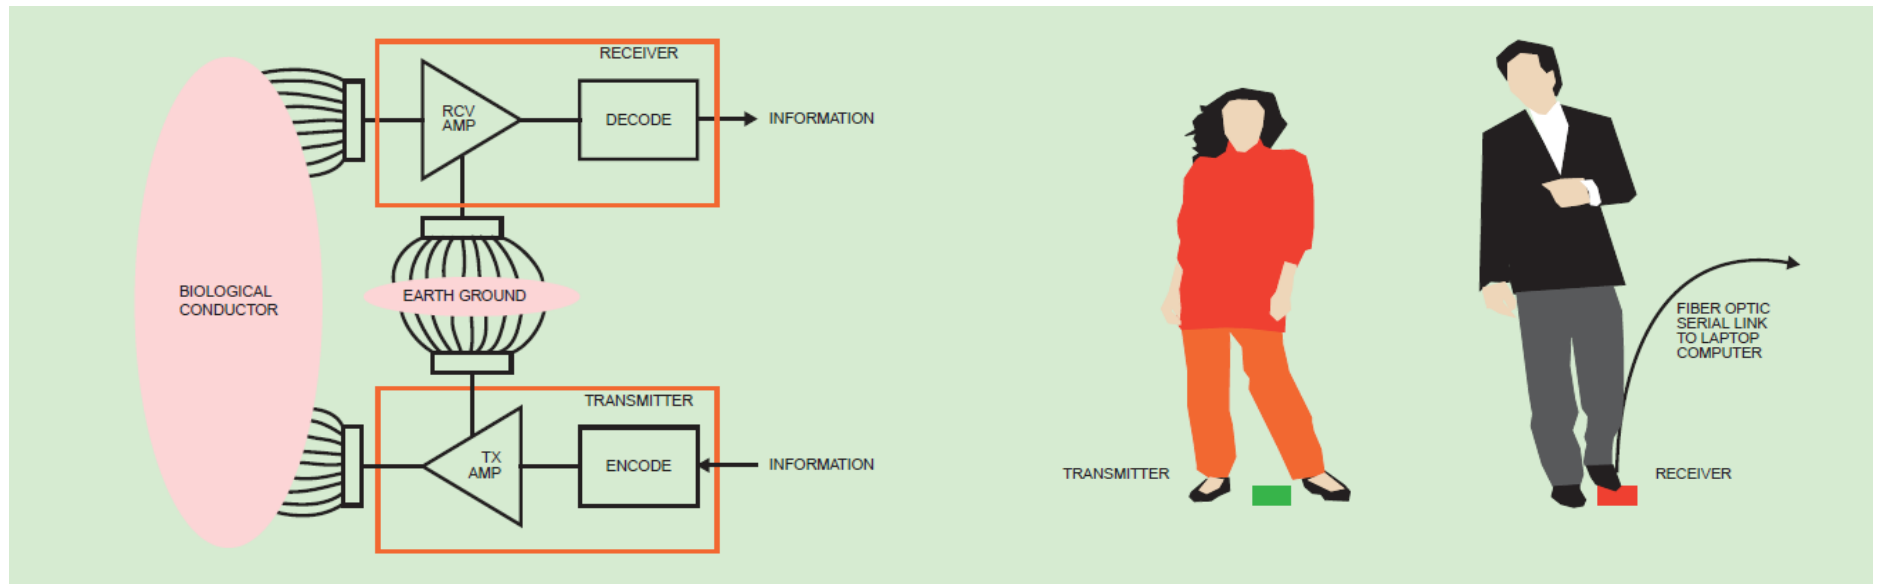 RECEIVER
RCV
AMP
DECODE
INFORMATION
BIOLOGICAL
CONDUCTOR
EARTH GROUND
TRANSMITTER
TX
AMP
ENCODE
INFORMATION
TRANSMITTER
FIBER OPTIC
SERIAL LINK
TO LAPTOP
COMPUTER
RECEIVER